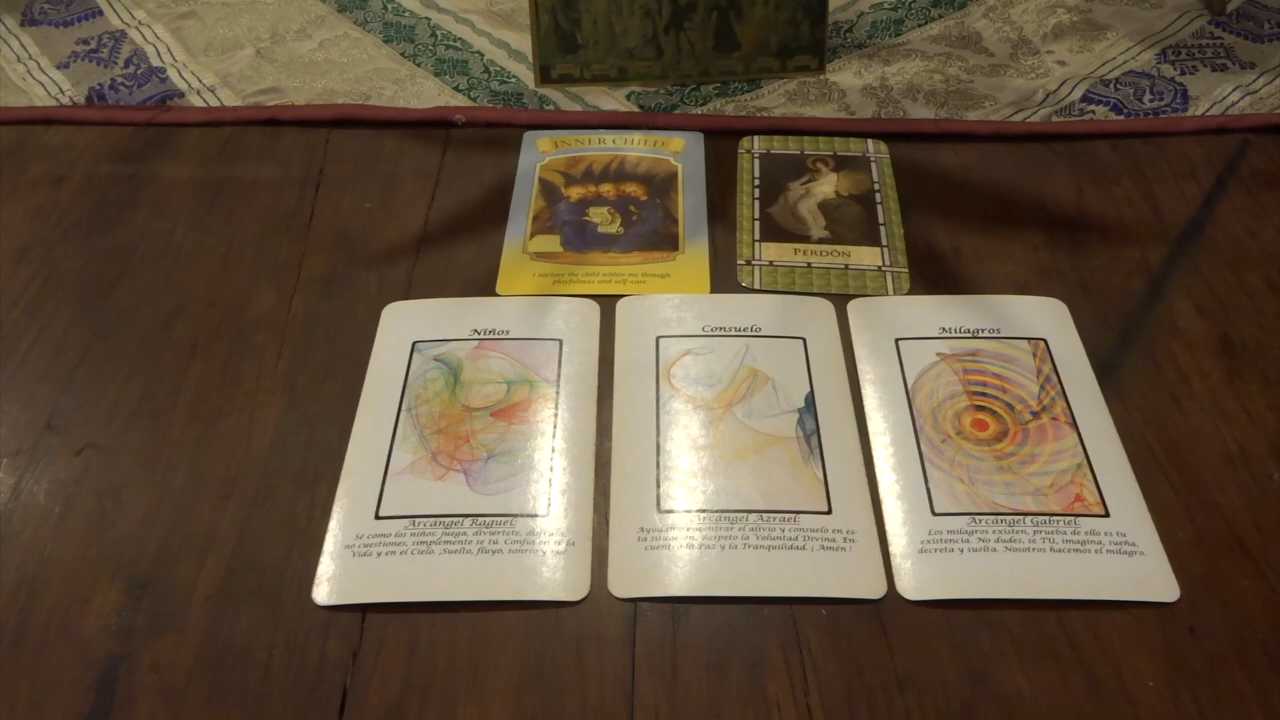 INNER CHILD
I nurture the child within me through
playfulness and self-care.
PERDÓN
Niños
Arcángel Raguel:
Sé como los niños: juega, diviértete, disfruta,
no cuestiones, simplemente se tú. Confía en la
Vida y en el Cielo. ¡Suelto, fluyo, sonrío y
Consuelo
Arcángel Azrael:
Ayúdame encontrar el alivio y consuelo en es-
ta situación. Respeto la Voluntad Divina. En-
cuentro la Paz y la Tranquilidad. ¡ Amén !
Milagros
Arcángel Gabriel:
Los milagros existen, prueba de ello es tu
existencia. No dudes, se TÚ, imagina, sueña,
decreta y suelta. Nosotros hacemos el milagro.